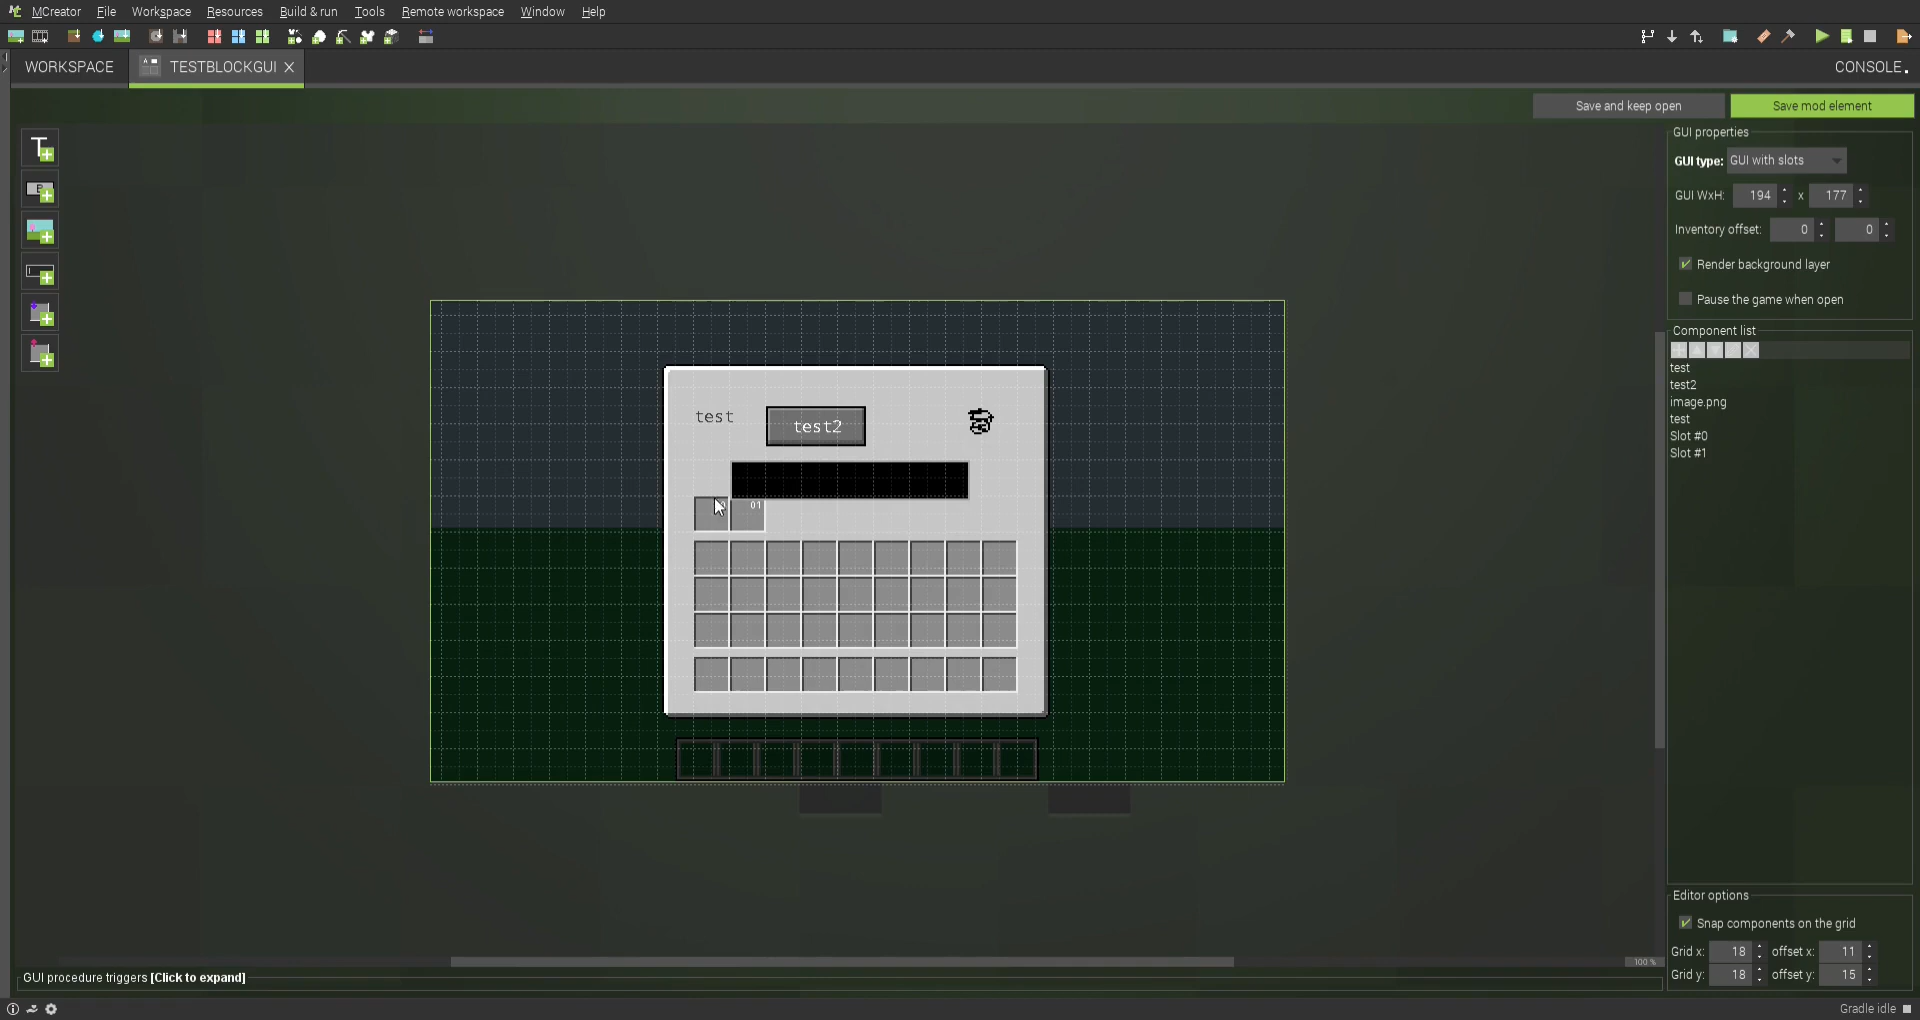 MCreator File Workspace Resources Build & run Tools Remote workspace Window Help
WORKSPACE TESTBLOCKGUI CONSOLE
Save and keep open Save mod element
GUI properties
GUI type: GUI with slots
GUI WxH: 194 x 177
Inventory offset: 0 0
Render background layer
Pause the game when open
Component list
test
test2
image.png
test
Slot #0
Slot #1
test
test2
01
Editor options
Snap components on the grid
Grid x: 18 offset x: 11
Grid y: 18 offset y: 15
100 %
GUI procedure triggers [Click to expand]
Gradle idle